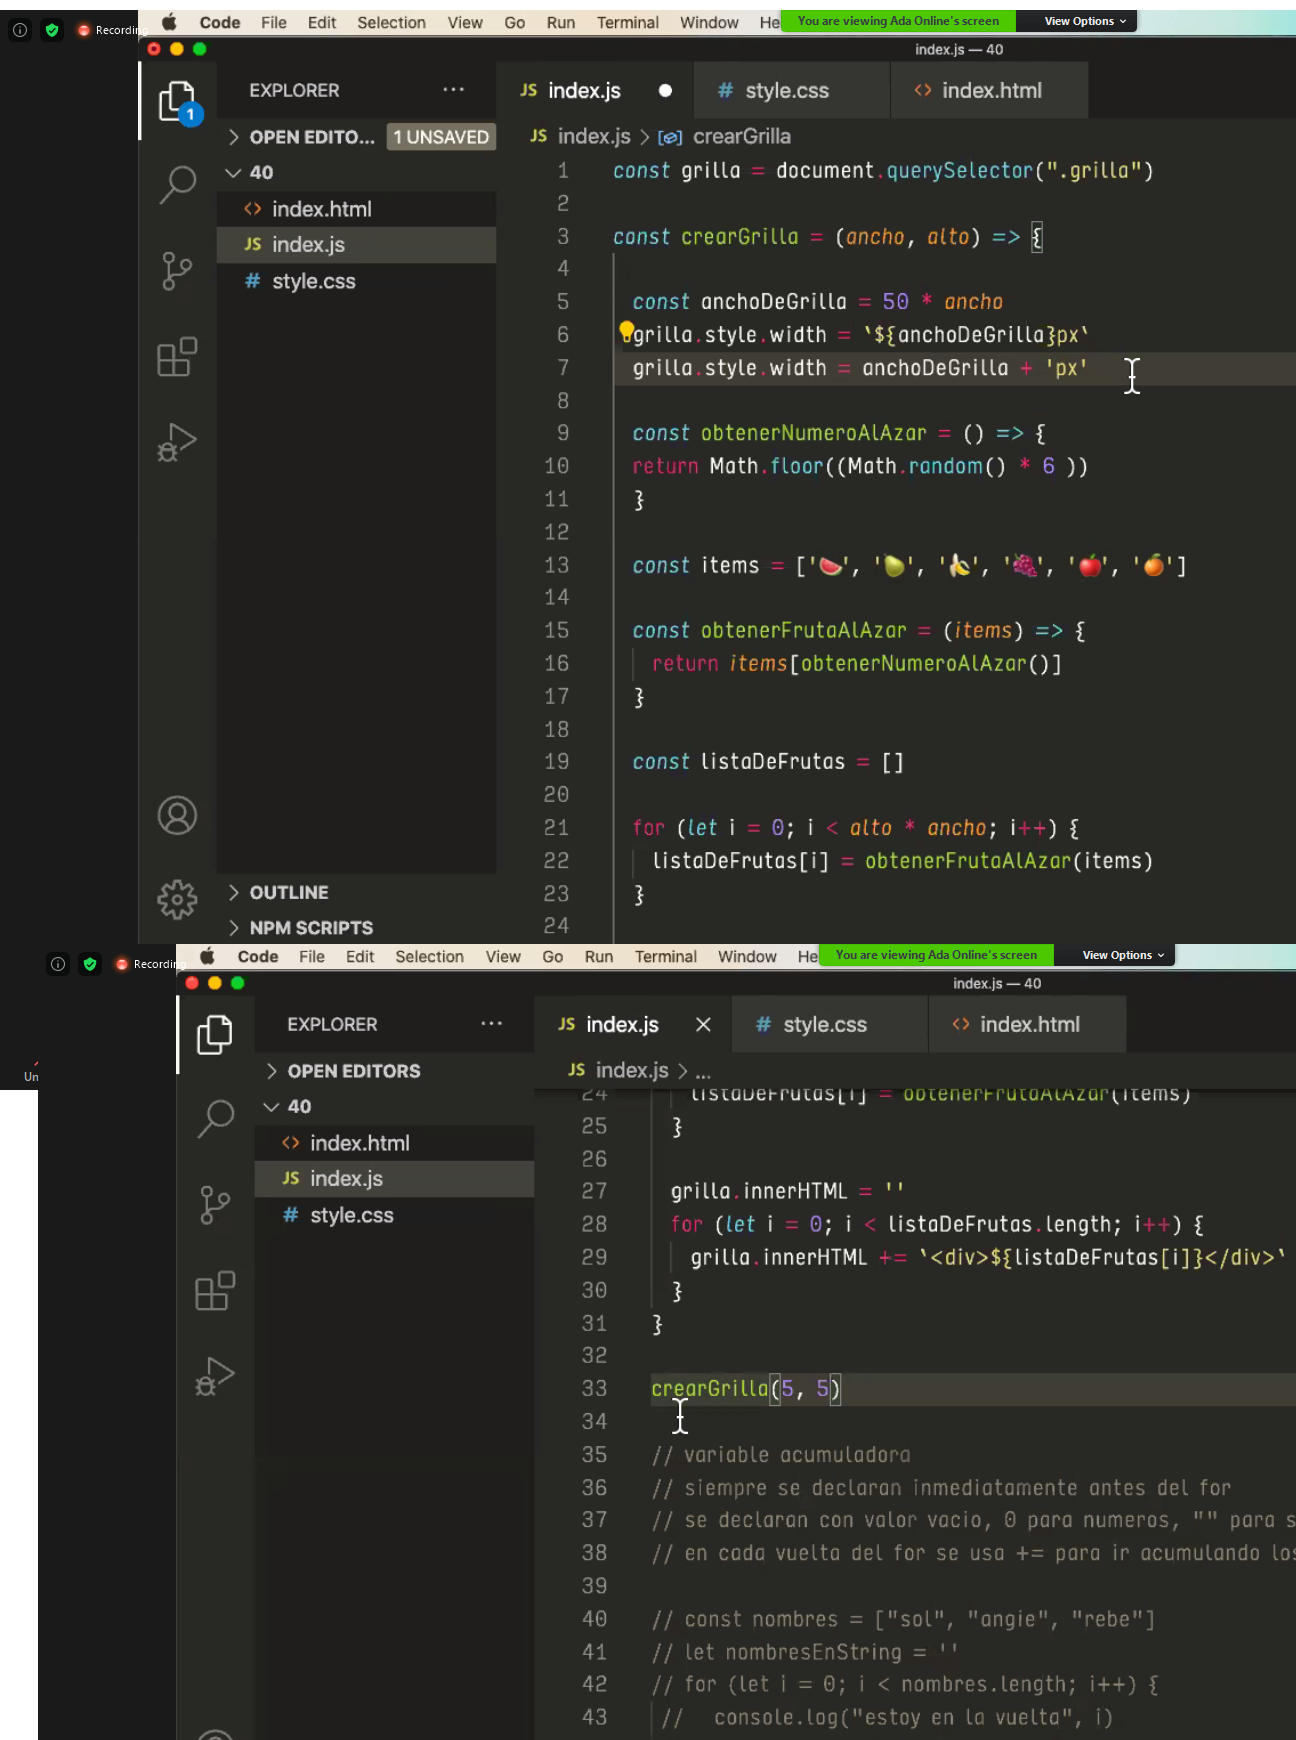 Recording
Code File Edit Selection View Go Run Terminal Window He
You are viewing Ada Online's screen
View Options
index.js — 40
EXPLORER
JS index.js
# style.css
<> index.html
1
OPEN EDITO... 1 UNSAVED
JS index.js > crearGrilla
40
<> index.html
JS index.js
# style.css
1 const grilla = document.querySelector(".grilla")
2
3 const crearGrilla = (ancho, alto) => {
4
5 const anchoDeGrilla = 50 * ancho
6 grilla.style.width = `${anchoDeGrilla}px`
7 grilla.style.width = anchoDeGrilla + 'px'
8
9 const obtenerNumeroAlAzar = () => {
10 return Math.floor((Math.random() * 6 ))
11 }
12
13 const items = ['🍉', '🍐', '🍌', '🍇', '🍎', '🍊']
14
15 const obtenerFrutaAlAzar = (items) => {
16 return items[obtenerNumeroAlAzar()]
17 }
18
19 const listaDeFrutas = []
20
21 for (let i = 0; i < alto * ancho; i++) {
22 listaDeFrutas[i] = obtenerFrutaAlAzar(items)
23 }
24
OUTLINE
NPM SCRIPTS
Recording
Code File Edit Selection View Go Run Terminal Window He
You are viewing Ada Online's screen
View Options
index.js — 40
EXPLORER
JS index.js
# style.css
<> index.html
Un
OPEN EDITORS
JS index.js > ...
40
<> index.html
JS index.js
# style.css
24 listaDeFrutas[i] = obtenerFrutaAlAzar(items)
25 }
26
27 grilla.innerHTML = ''
28 for (let i = 0; i < listaDeFrutas.length; i++) {
29 grilla.innerHTML += `<div>${listaDeFrutas[i]}</div>`
30 }
31 }
32
33 crearGrilla(5, 5)
34
35 // variable acumuladora
36 // siempre se declaran inmediatamente antes del for
37 // se declaran con valor vacio, 0 para numeros, "" para s
38 // en cada vuelta del for se usa += para ir acumulando los
39
40 // const nombres = ["sol", "angie", "rebe"]
41 // let nombresEnString = ''
42 // for (let i = 0; i < nombres.length; i++) {
43 // console.log("estoy en la vuelta", i)